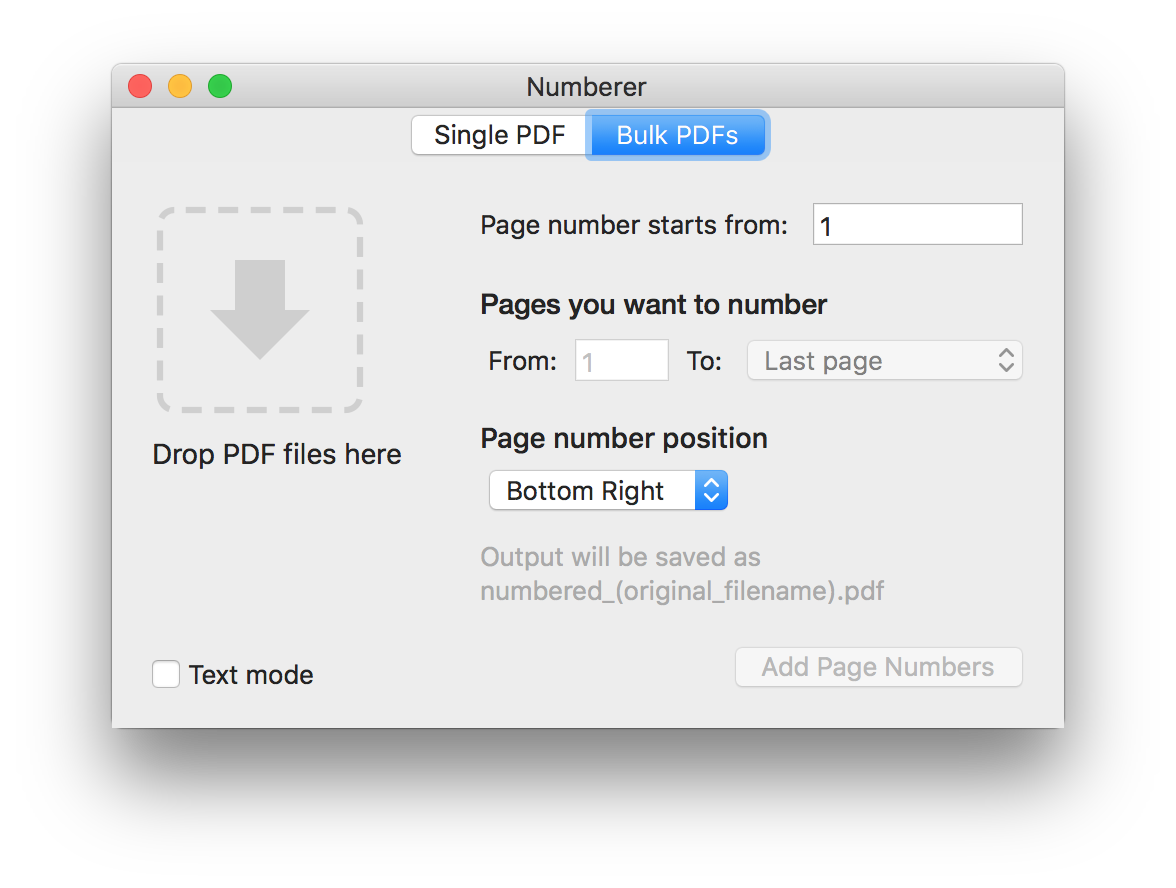 Numberer
Single PDF Bulk PDFs
Page number starts from: 1
Pages you want to number
From: 1 To: Last page
Page number position
Drop PDF files here
Bottom Right
Output will be saved as
numbered_(original_filename).pdf
Text mode
Add Page Numbers